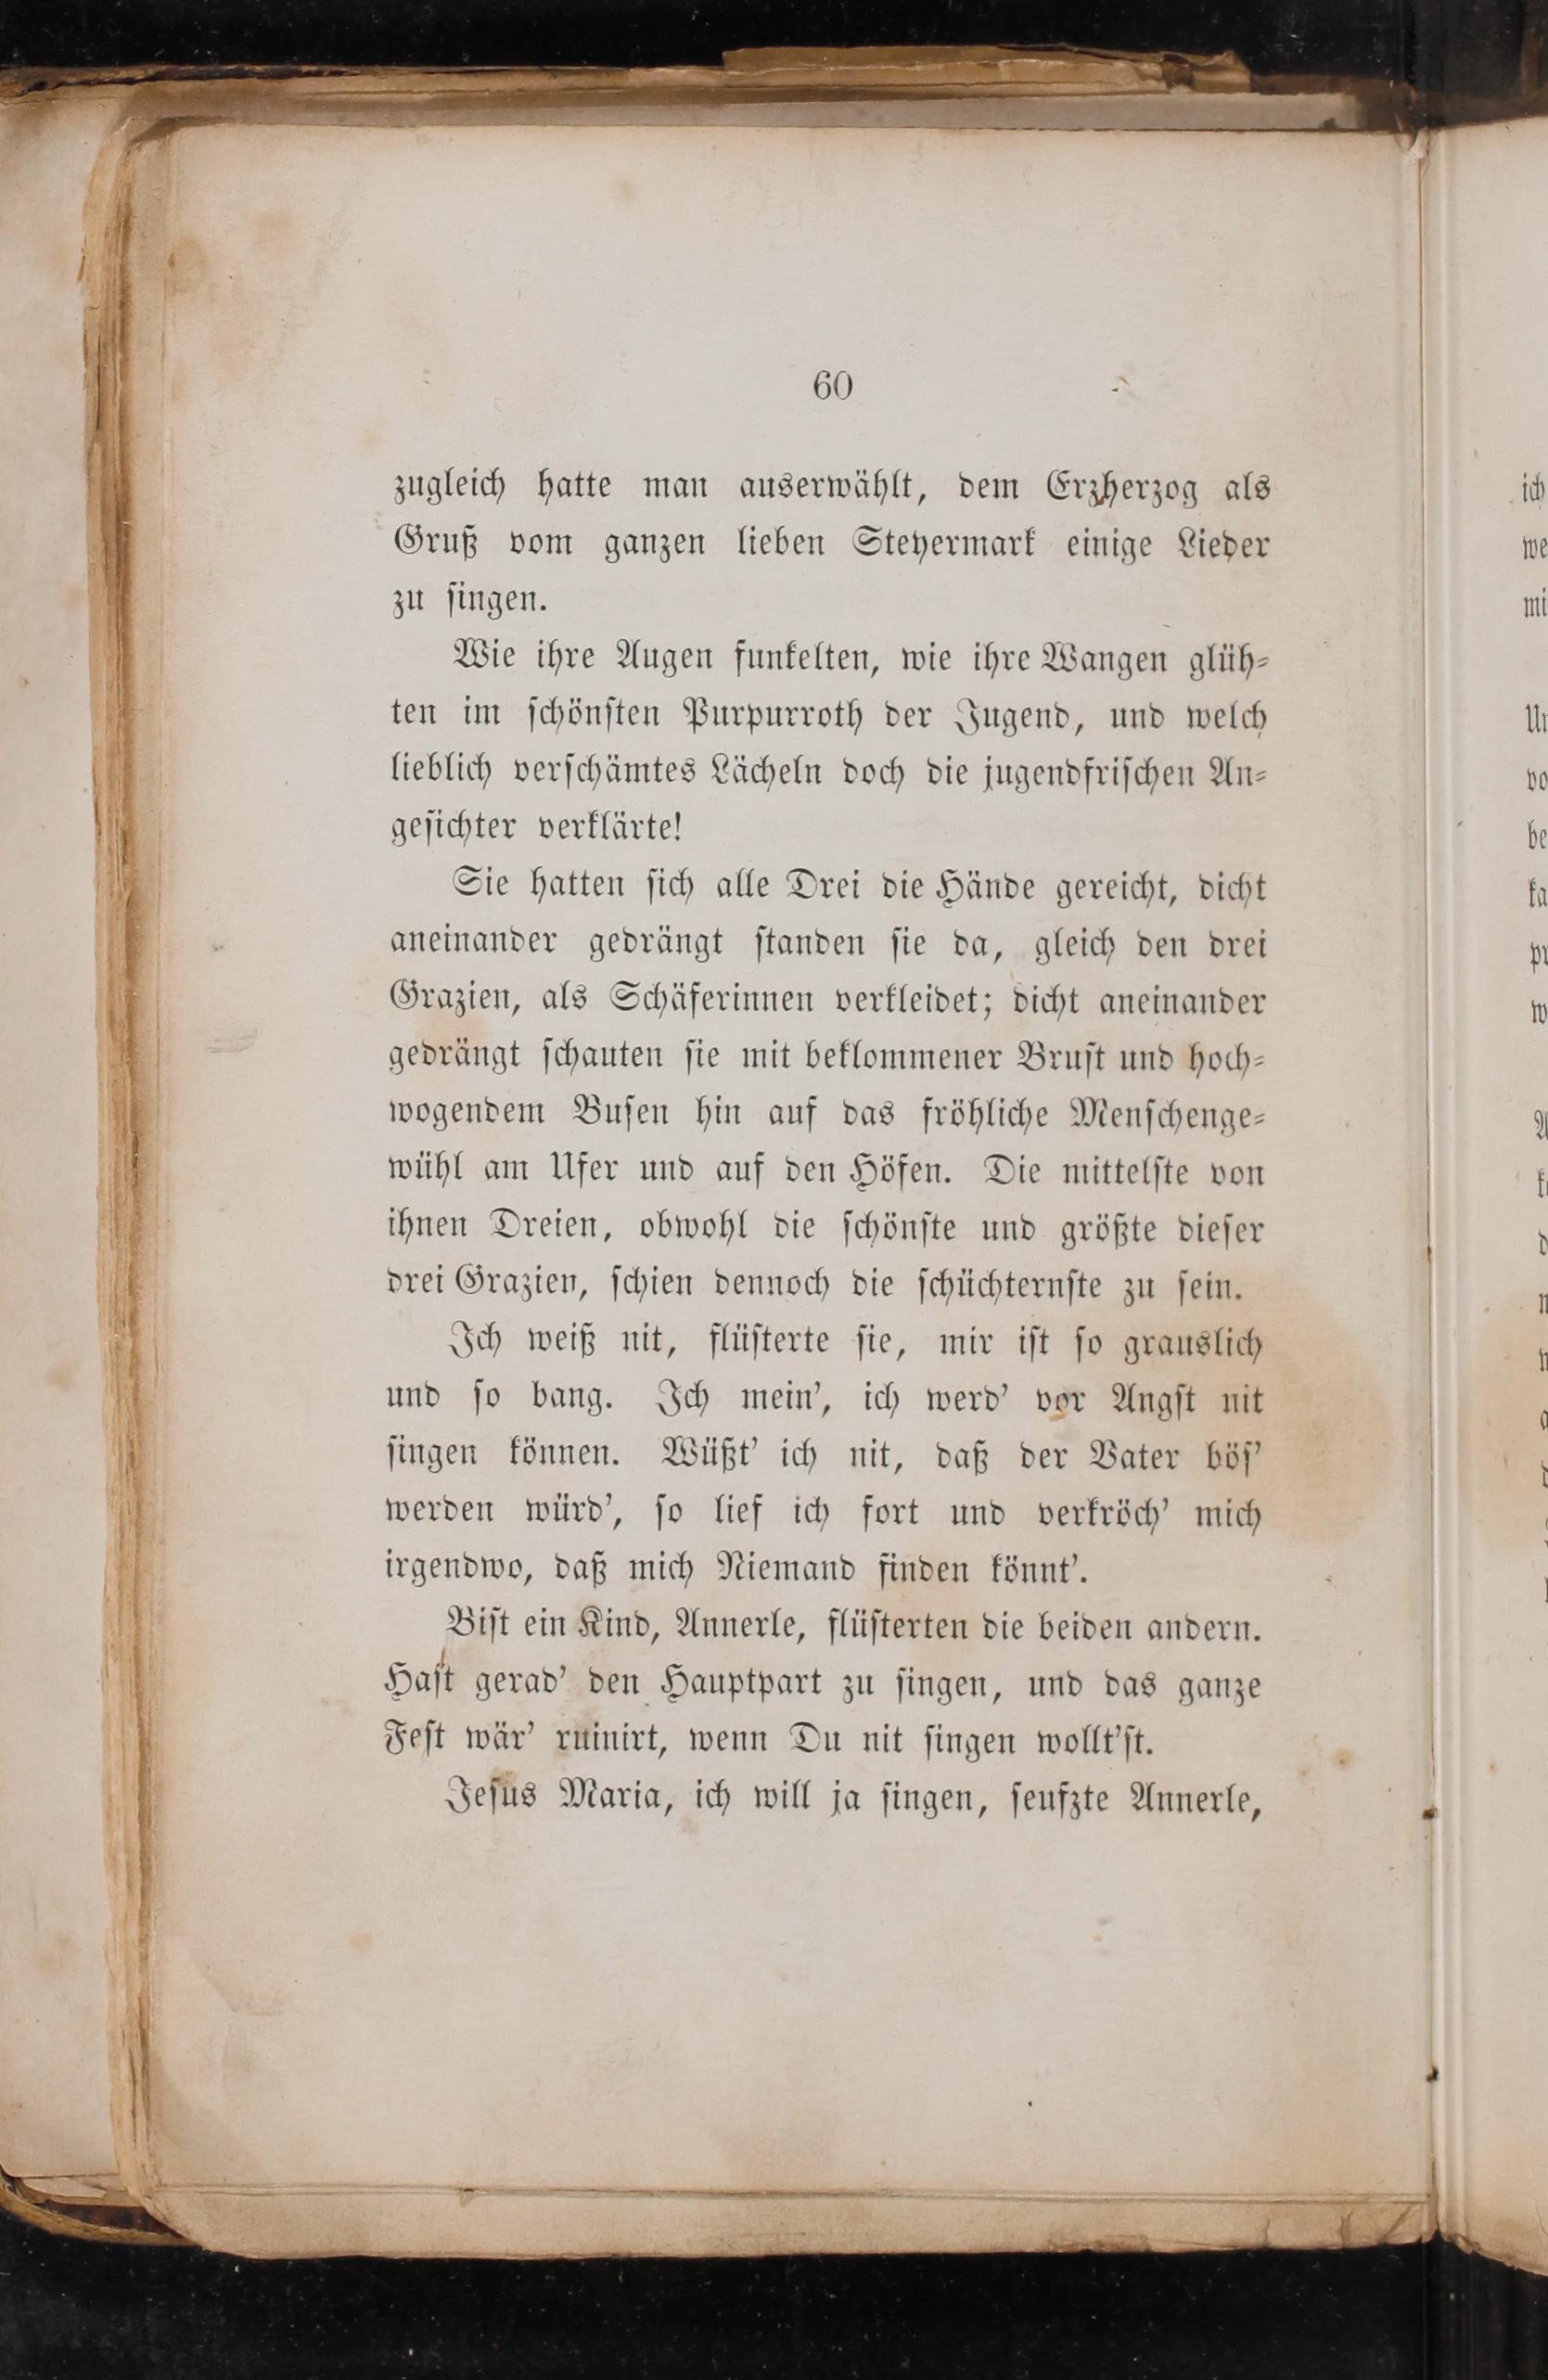 60
zugleich hatte man auserwählt, dem Erzherzog als
Gruß vom ganzen lieben Steyermark einige Lieder
zu singen.
Wie ihre Augen funkelten, wie ihre Wangen glüh-
ten im schönsten Purpurroth der Jugend, und welch
lieblich verschämtes Lächeln doch die jugendfrischen An-
gesichter verklärte!
Sie hatten sich alle Drei die Hände gereicht, dicht
aneinander gedrängt standen sie da, gleich den drei
Grazien, als Schäferinnen verkleidet; dicht aneinander
gedrängt schauten sie mit beklommener Brust und hoch-
wogendem Busen hin auf das fröhliche Menschenge-
wühl am Ufer und auf den Höfen. Die mittelste von
ihnen Dreien, obwohl die schönste und größte dieser
drei Grazien, schien dennoch die schüchternste zu sein.
Ich weiß nit, flüsterte sie, mir ist so grauslich
und so bang. Ich mein', ich werd' vor Angst nit
singen können. Wüßt' ich nit, daß der Vater bös'
werden würd', so lief ich fort und verkröch' mich
irgendwo, daß mich Niemand finden könnt'.
Bist ein Kind, Annerle, flüsterten die beiden andern.
Hast gerad' den Hauptpart zu singen, und das ganze
Fest wär' ruinirt, wenn Du nit singen wollt'st.
Jesus Maria, ich will ja singen, seufzte Annerle,